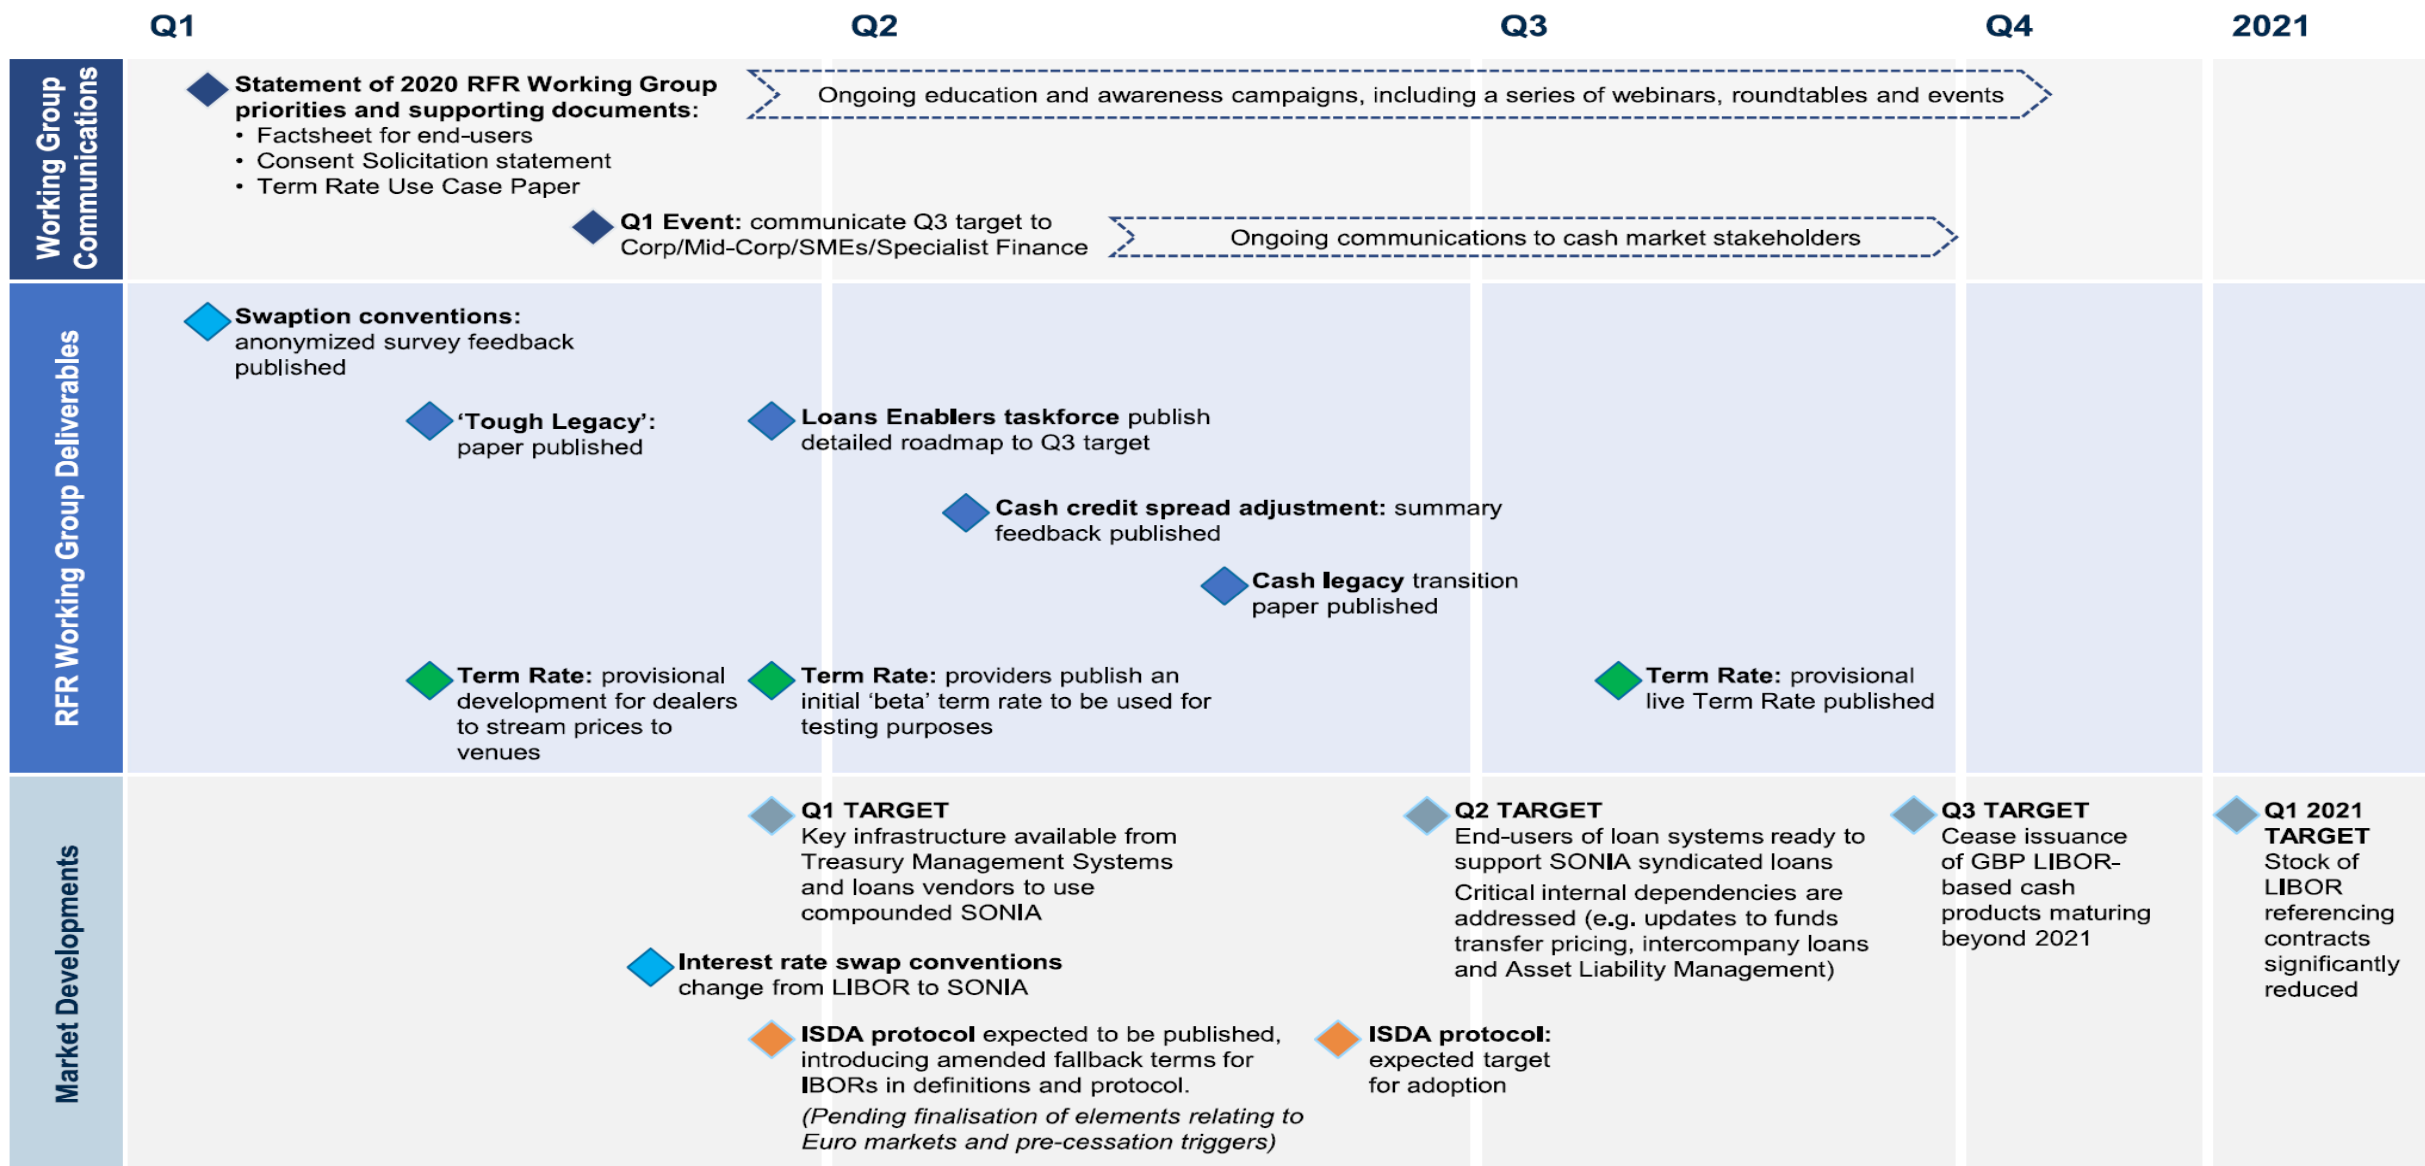 Q1
Q2
Q3
Q4
2021
Working Group
Communications
Statement of 2020 RFR Working Group
priorities and supporting documents:
• Factsheet for end-users
• Consent Solicitation statement
• Term Rate Use Case Paper
Ongoing education and awareness campaigns, including a series of webinars, roundtables and events
Q1 Event: communicate Q3 target to
Corp/Mid-Corp/SMEs/Specialist Finance
Ongoing communications to cash market stakeholders
RFR Working Group Deliverables
Swaption conventions:
anonymized survey feedback
published
‘Tough Legacy’:
paper published
Loans Enablers taskforce publish
detailed roadmap to Q3 target
Cash credit spread adjustment: summary
feedback published
Cash legacy transition
paper published
Term Rate: provisional
development for dealers
to stream prices to
venues
Term Rate: providers publish an
initial ‘beta’ term rate to be used for
testing purposes
Term Rate: provisional
live Term Rate published
Market Developments
Q1 TARGET
Key infrastructure available from
Treasury Management Systems
and loans vendors to use
compounded SONIA
Q2 TARGET
End-users of loan systems ready to
support SONIA syndicated loans
Critical internal dependencies are
addressed (e.g. updates to funds
transfer pricing, intercompany loans
and Asset Liability Management)
Q3 TARGET
Cease issuance
of GBP LIBOR-
based cash
products maturing
beyond 2021
Q1 2021
TARGET
Stock of
LIBOR
referencing
contracts
significantly
reduced
Interest rate swap conventions
change from LIBOR to SONIA
ISDA protocol expected to be published,
introducing amended fallback terms for
IBORs in definitions and protocol.
(Pending finalisation of elements relating to
Euro markets and pre-cessation triggers)
ISDA protocol:
expected target
for adoption